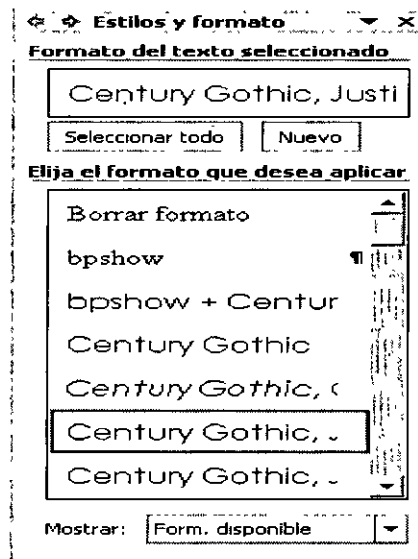 Estilos y formato
Formato del texto seleccionado
Century Gothic, Justi
Seleccionar todo Nuevo
Elija el formato que desea aplicar
Borrar formato
bpshow ¶
bpshow + Centur
Century Gothic
Century Gothic, (
Century Gothic, .
Century Gothic, .
Mostrar: Form. disponible